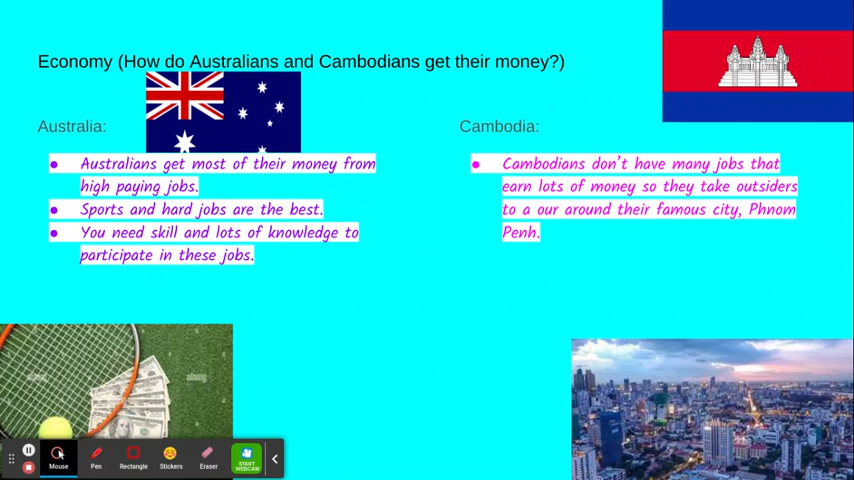 Economy (How do Australians and Cambodians get their money?)
Australia:
● Australians get most of their money from
high paying jobs.
● Sports and hard jobs are the best.
● You need skill and lots of knowledge to
participate in these jobs.
Cambodia:
● Cambodians don't have many jobs that
earn lots of money so they take outsiders
to a our around their famous city, Phnom
Penh.
alamy
alamy
Mouse
Pen
Rectangle
Stickers
Eraser
START
WEBCAM